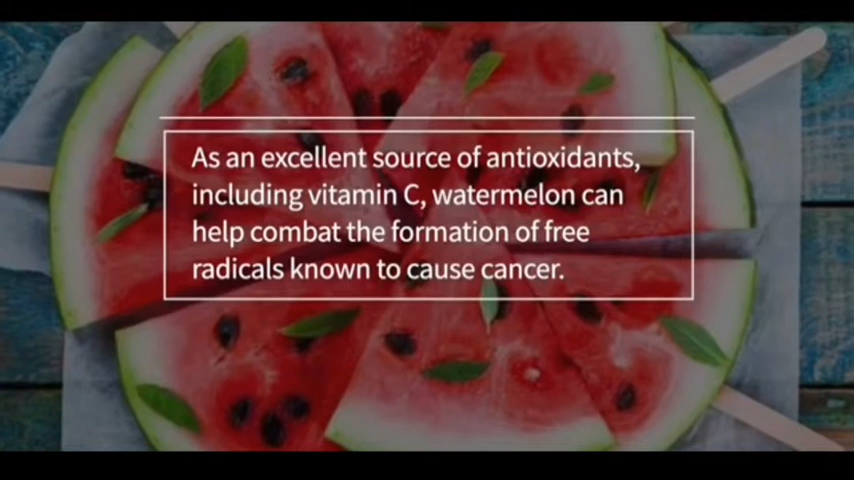 As an excellent source of antioxidants,
including vitamin C, watermelon can
help combat the formation of free
radicals known to cause cancer.